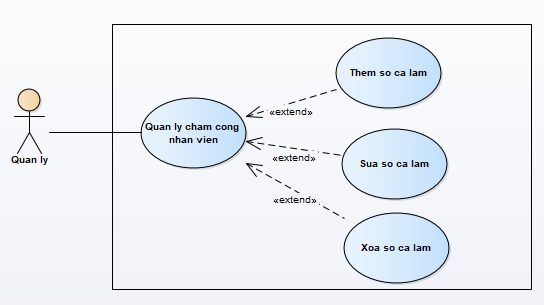 Them so ca lam
«extend»
Quan ly cham cong
nhan vien
Quan ly
«extend»
Sua so ca lam
«extend»
Xoa so ca lam